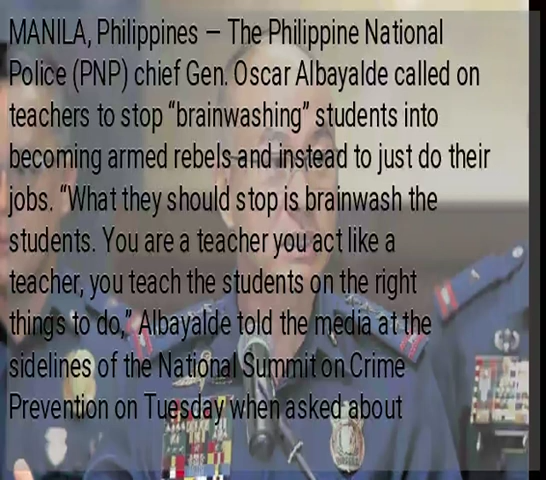 MANILA, Philippines — The Philippine National
Police (PNP) chief Gen. Oscar Albayalde called on
teachers to stop “brainwashing” students into
becoming armed rebels and instead to just do their
jobs. “What they should stop is brainwash the
students. You are a teacher you act like a
teacher, you teach the students on the right
things to do,” Albayalde told the media at the
sidelines of the National Summit on Crime
Prevention on Tuesday when asked about